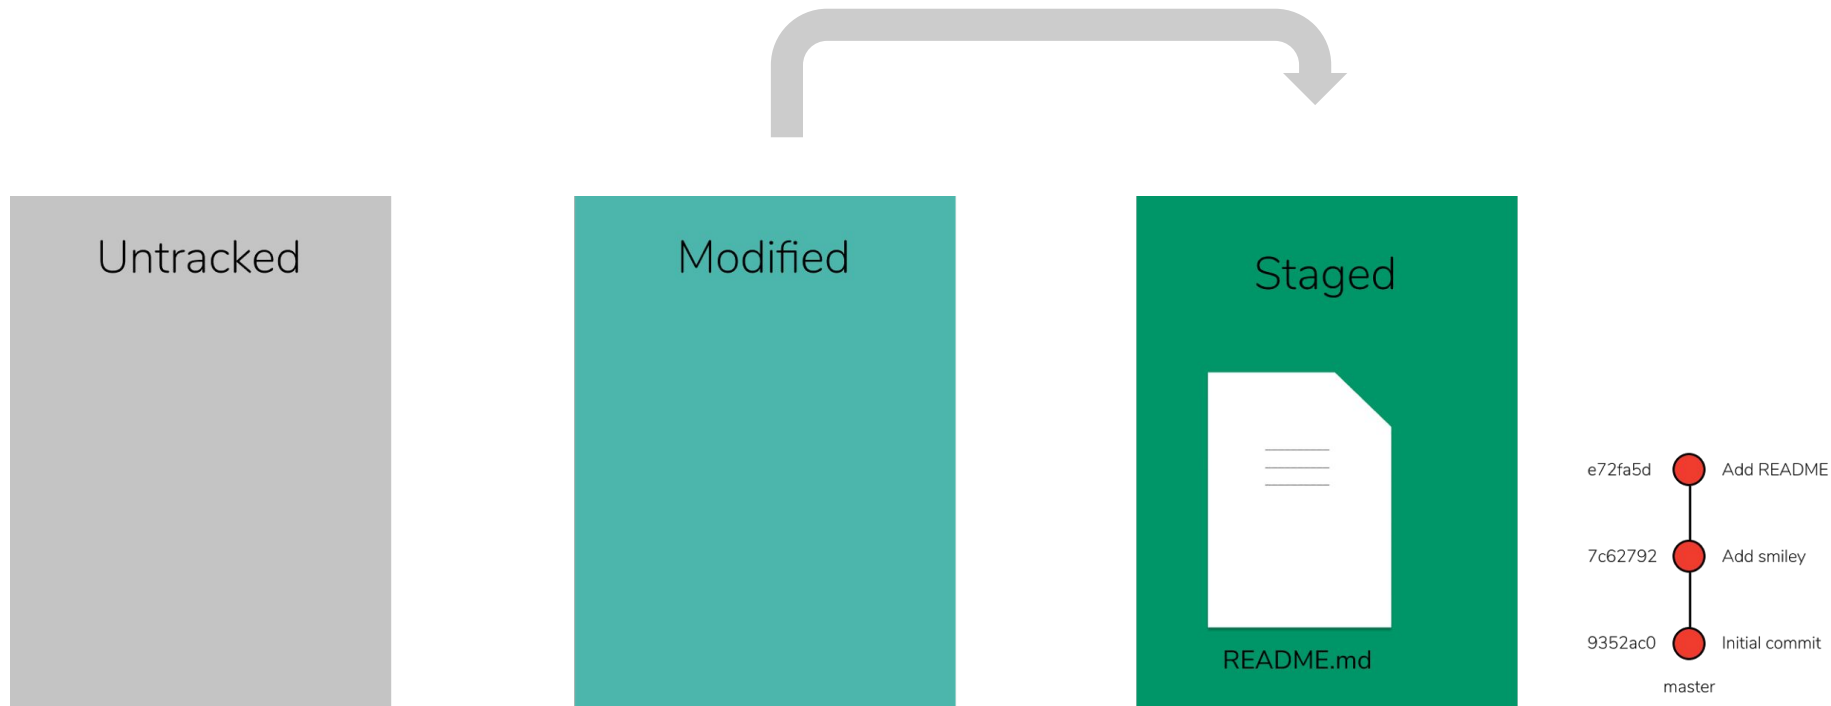 Untracked
Modified
Staged
README.md
e72fa5d Add README
7c62792 Add smiley
9352ac0 Initial commit
master